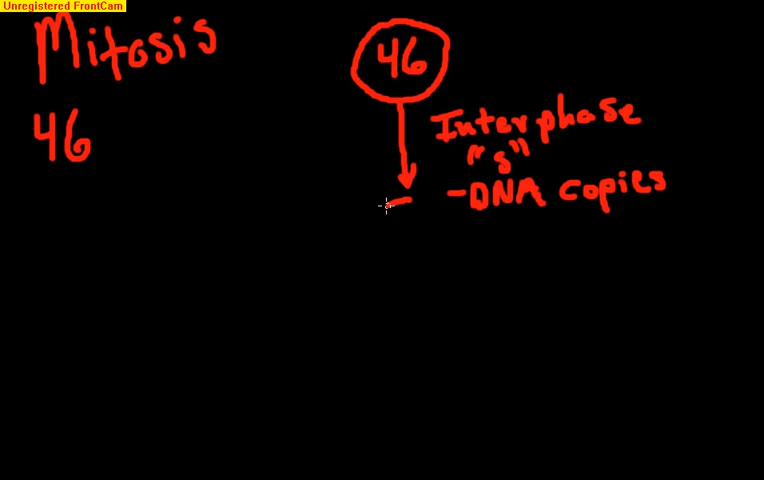 Unregistered FrontCam
Mitosis
46
46
Interphase
"S"
-DNA copies